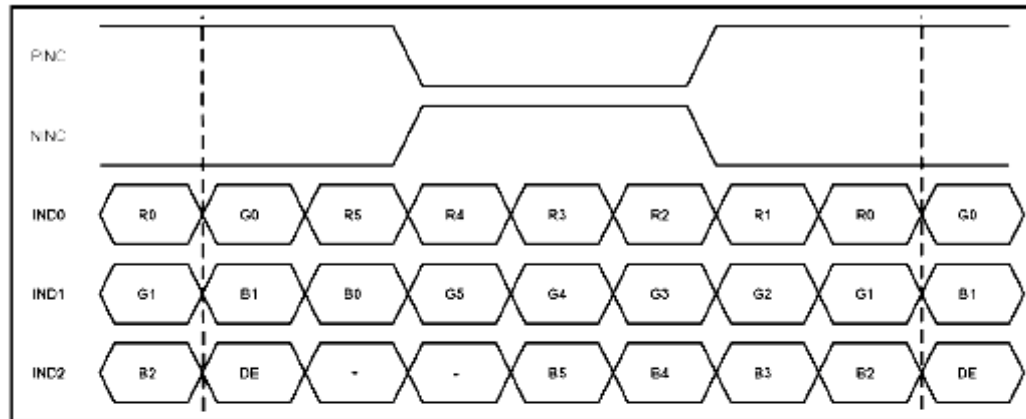 PINC
NINC
IND0 R0 G0 R5 R4 R3 R2 R1 R0 G0
IND1 G1 B1 B0 G5 G4 G3 G2 G1 B1
IND2 B2 DE - - B5 B4 B3 B2 DE